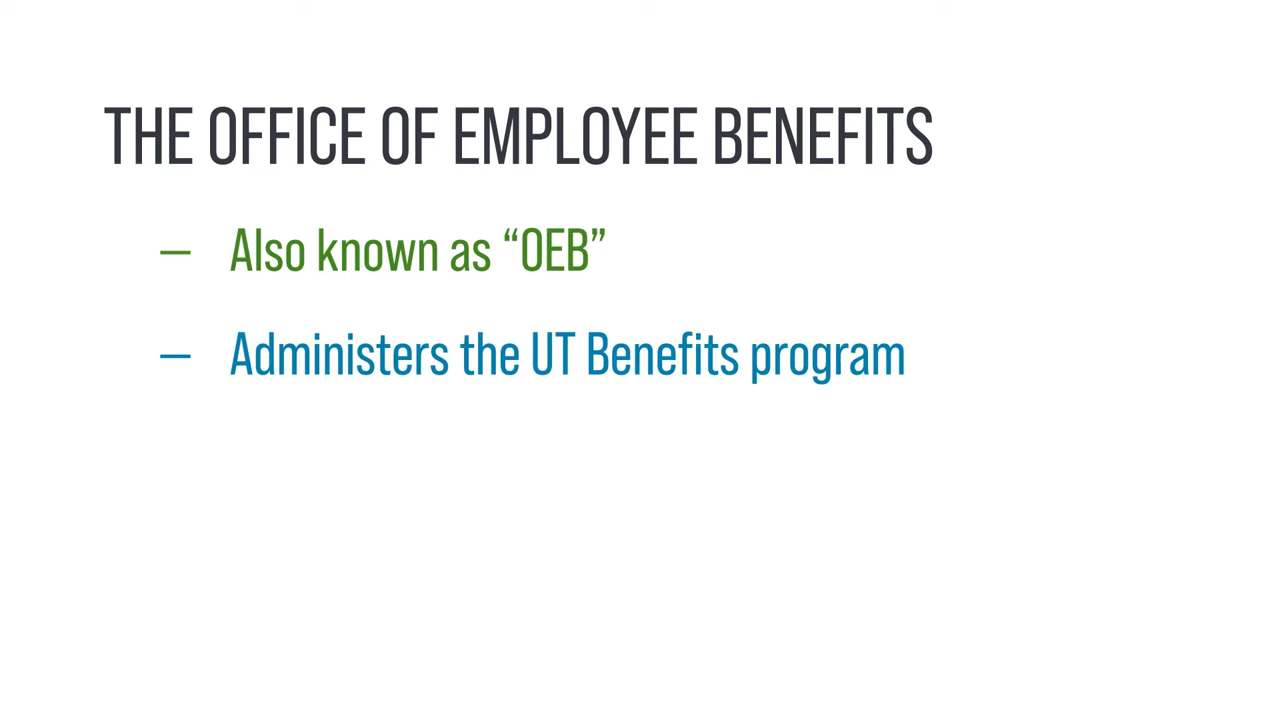 THE OFFICE OF EMPLOYEE BENEFITS
— Also known as “OEB”
— Administers the UT Benefits program